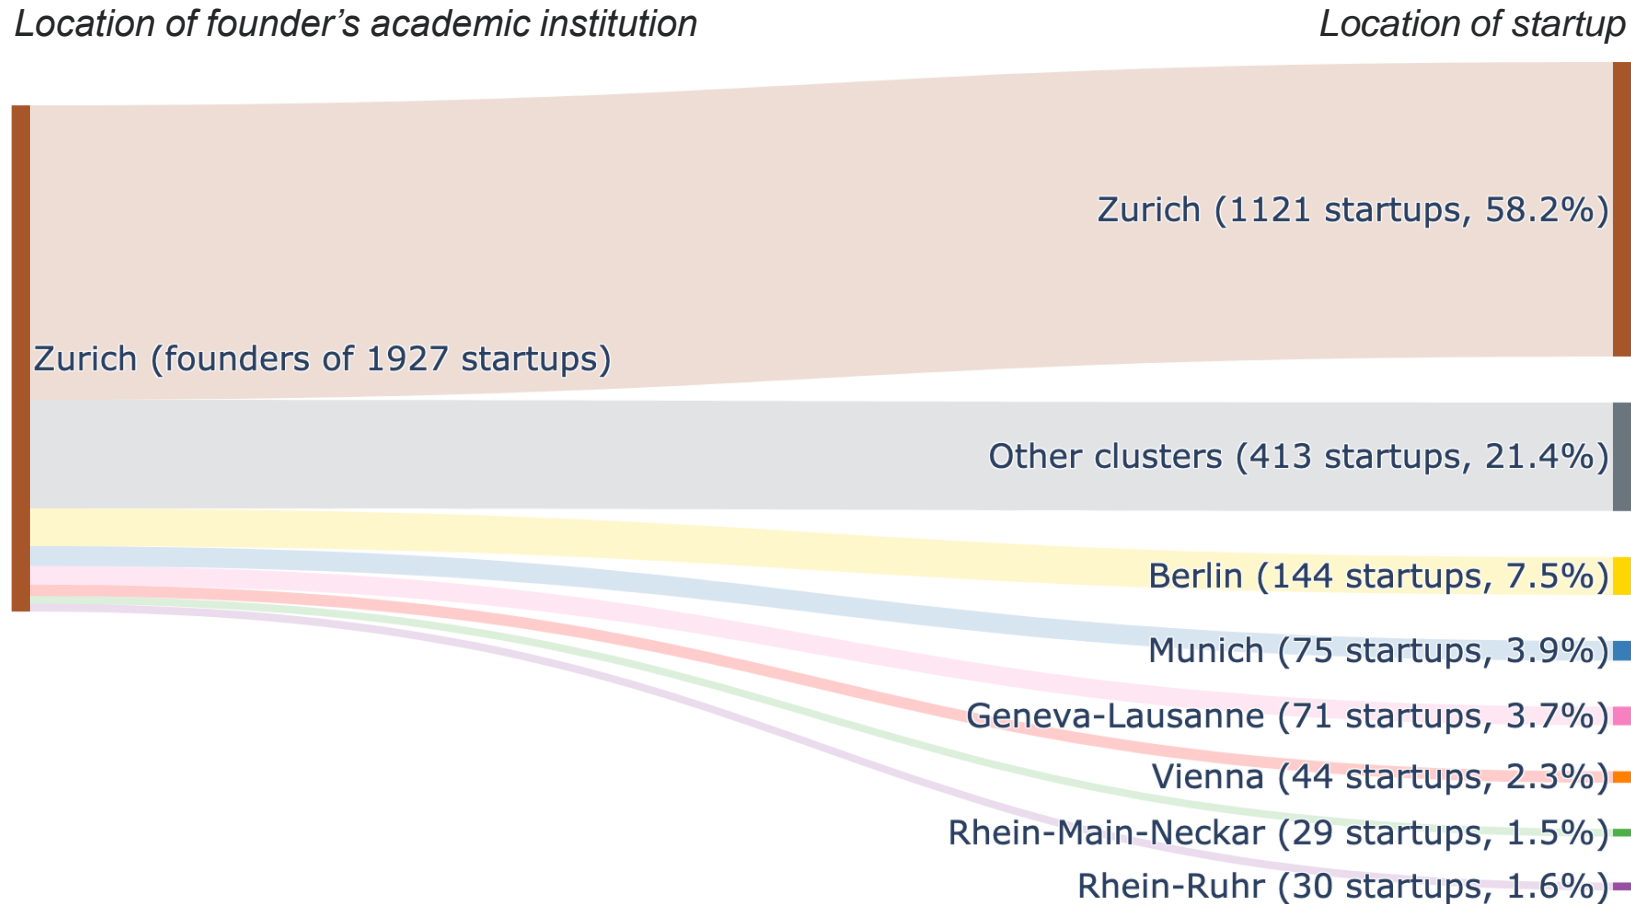 Location of founder’s academic institution
Location of startup
Zurich (1121 startups, 58.2%)
Zurich (founders of 1927 startups)
Other clusters (413 startups, 21.4%)
Berlin (144 startups, 7.5%)
Munich (75 startups, 3.9%)
Geneva-Lausanne (71 startups, 3.7%)
Vienna (44 startups, 2.3%)
Rhein-Main-Neckar (29 startups, 1.5%)
Rhein-Ruhr (30 startups, 1.6%)